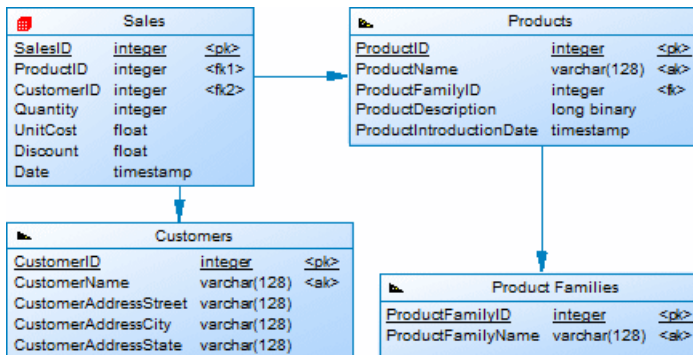 Sales
SalesID integer <pk>
ProductID integer <fk1>
CustomerID integer <fk2>
Quantity integer
UnitCost float
Discount float
Date timestamp
Products
ProductID integer <pk>
ProductName varchar(128) <ak>
ProductFamilyID integer <fk>
ProductDescription long binary
ProductIntroductionDate timestamp
Customers
CustomerID integer <pk>
CustomerName varchar(128) <ak>
CustomerAddressStreet varchar(128)
CustomerAddressCity varchar(128)
CustomerAddressState varchar(128)
Product Families
ProductFamilyID integer <pk>
ProductFamilyName varchar(128) <ak>